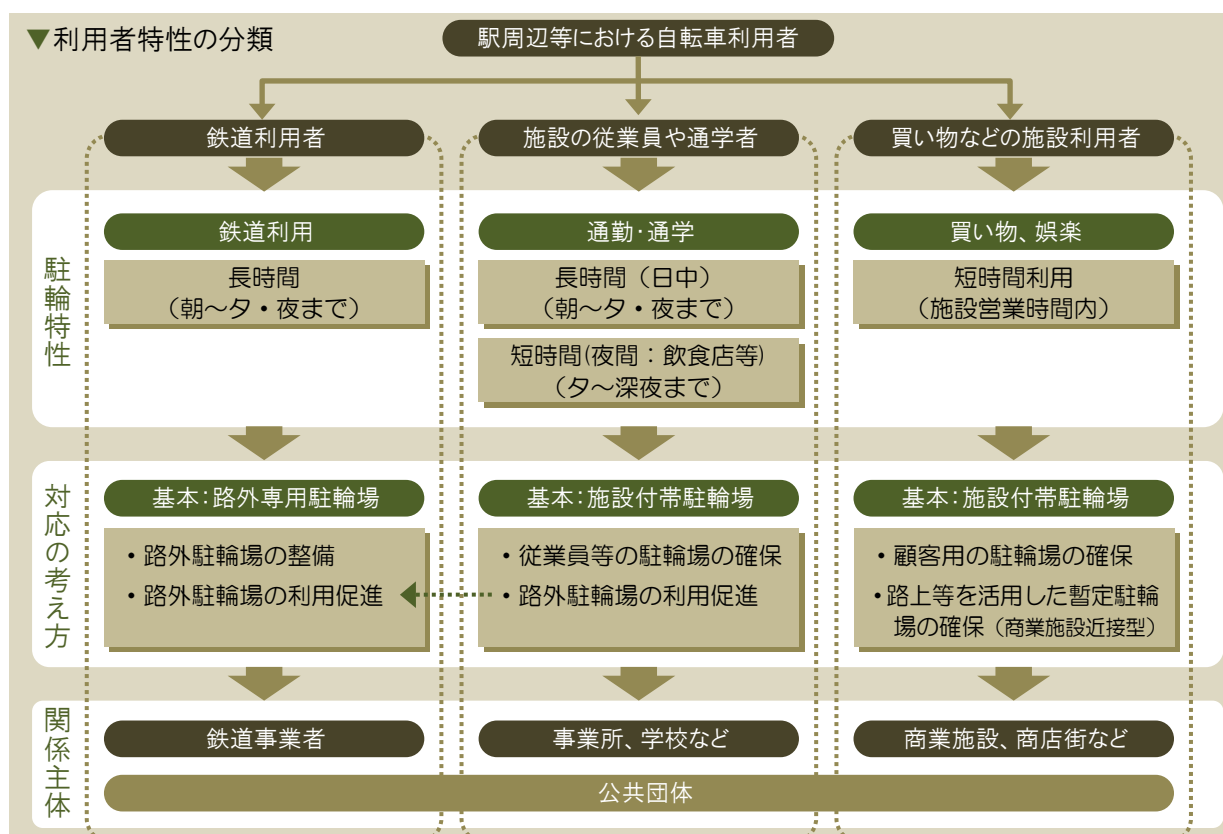 ▼利用者特性の分類
駅周辺等における自転車利用者
鉄道利用者
施設の従業員や通学者
買い物などの施設利用者
駐輪特性
鉄道利用
長時間
（朝～夕・夜まで）
通勤・通学
長時間（日中）
（朝～夕・夜まで）
短時間(夜間：飲食店等)
（夕～深夜まで）
買い物、娯楽
短時間利用
（施設営業時間内）
対応の考え方
基本：路外専用駐輪場
・路外駐輪場の整備
・路外駐輪場の利用促進
基本：施設付帯駐輪場
・従業員等の駐輪場の確保
・路外駐輪場の利用促進
基本：施設付帯駐輪場
・顧客用の駐輪場の確保
・路上等を活用した暫定駐輪
場の確保（商業施設近接型）
関係主体
鉄道事業者
事業所、学校など
商業施設、商店街など
公共団体